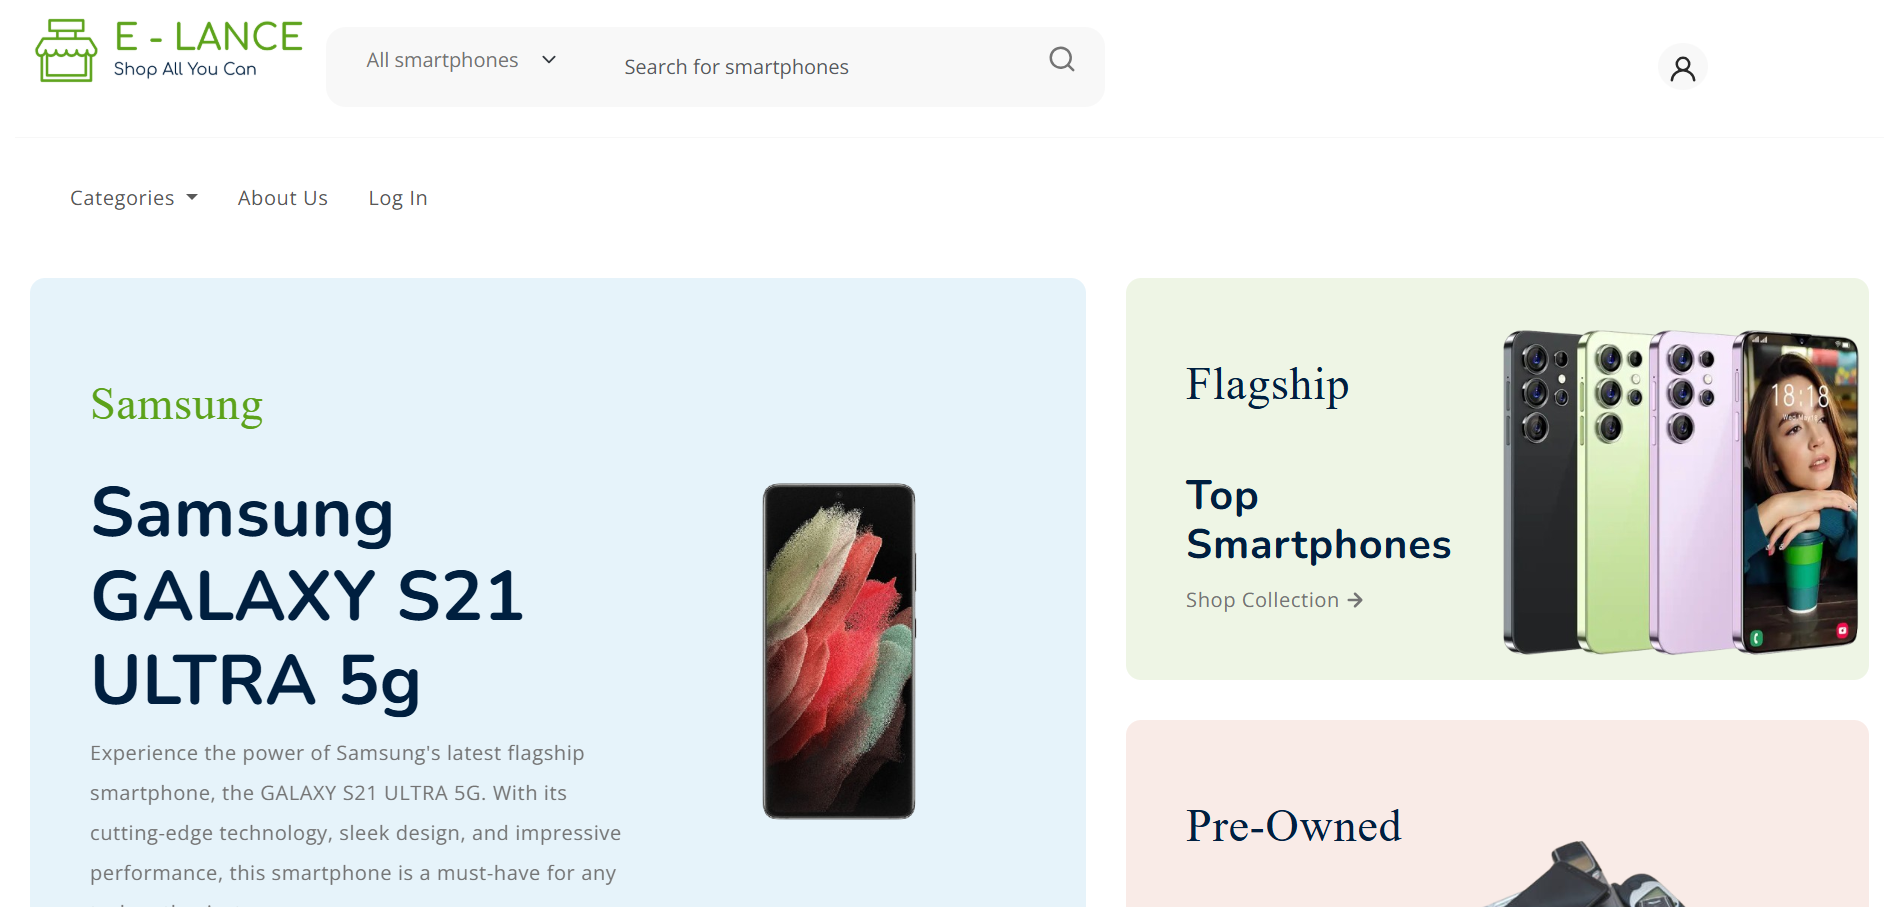 E - LANCE
Shop All You Can
All smartphones
Search for smartphones
Categories
About Us
Log In
Samsung
Samsung
GALAXY S21
ULTRA 5g
Experience the power of Samsung's latest flagship
smartphone, the GALAXY S21 ULTRA 5G. With its
cutting-edge technology, sleek design, and impressive
performance, this smartphone is a must-have for any
Flagship
Top
Smartphones
Shop Collection
18:18
Pre-Owned